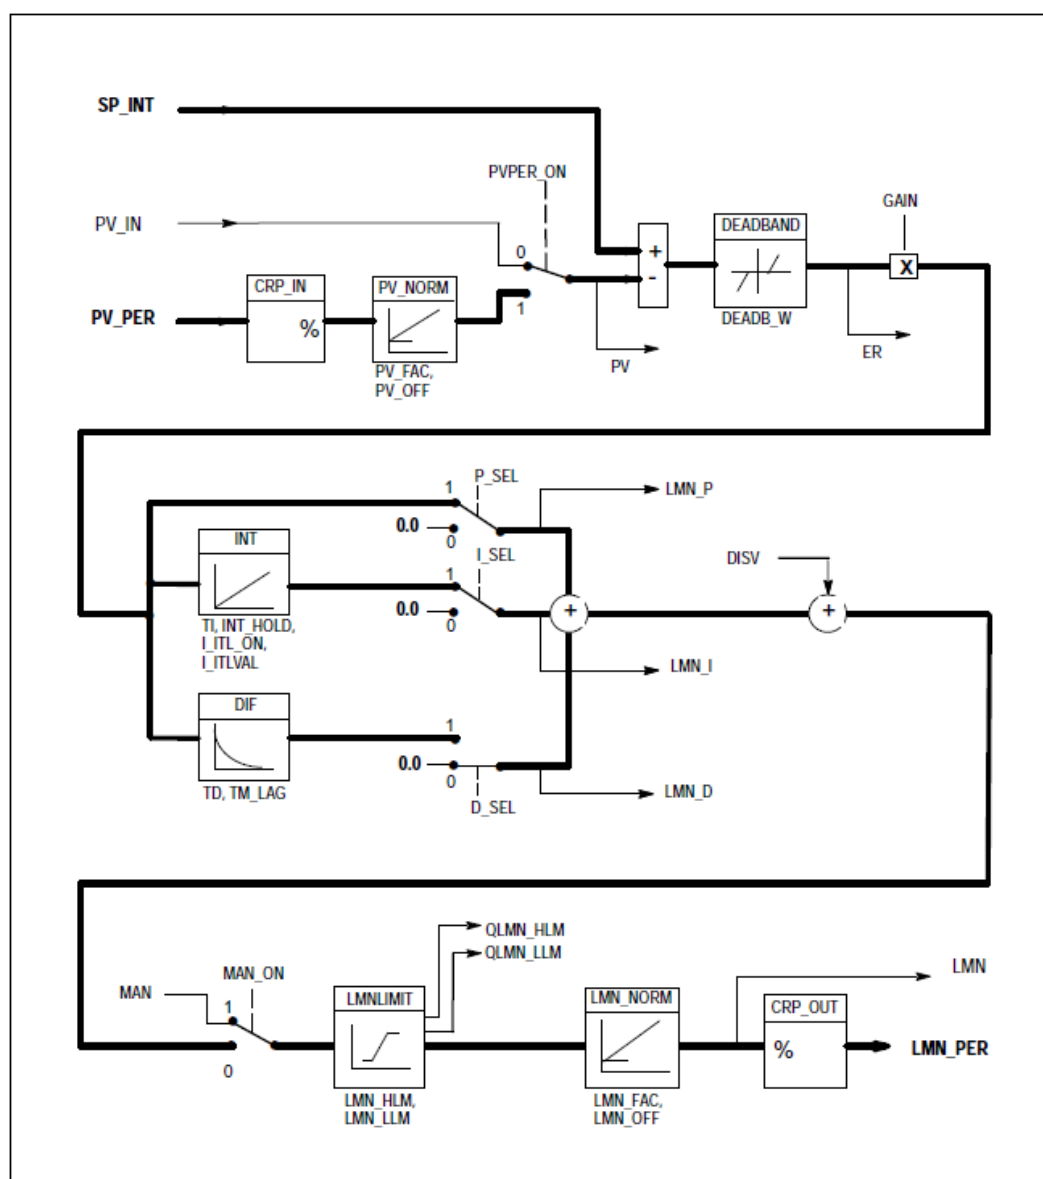 SP_INT
PVPER_ON
GAIN
PV_IN
DEADBAND
0
+
-
X
CRP_IN
PV_NORM
1
PV_PER
%
DEADB_W
ER
PV
PV_FAC,
PV_OFF
P_SEL
1
LMN_P
0.0
0
INT
I_SEL
DISV
1
0.0
+
+
0
TI, INT_HOLD,
I_ITL_ON,
I_ITLVAL
LMN_I
DIF
1
0.0
0
TD, TM_LAG
D_SEL
LMN_D
QLMN_HLM
QLMN_LLM
MAN_ON
LMN
MAN
LMNLIMIT
LMN_NORM
1
CRP_OUT
%
LMN_PER
0
LMN_HLM,
LMN_LLM
LMN_FAC,
LMN_OFF